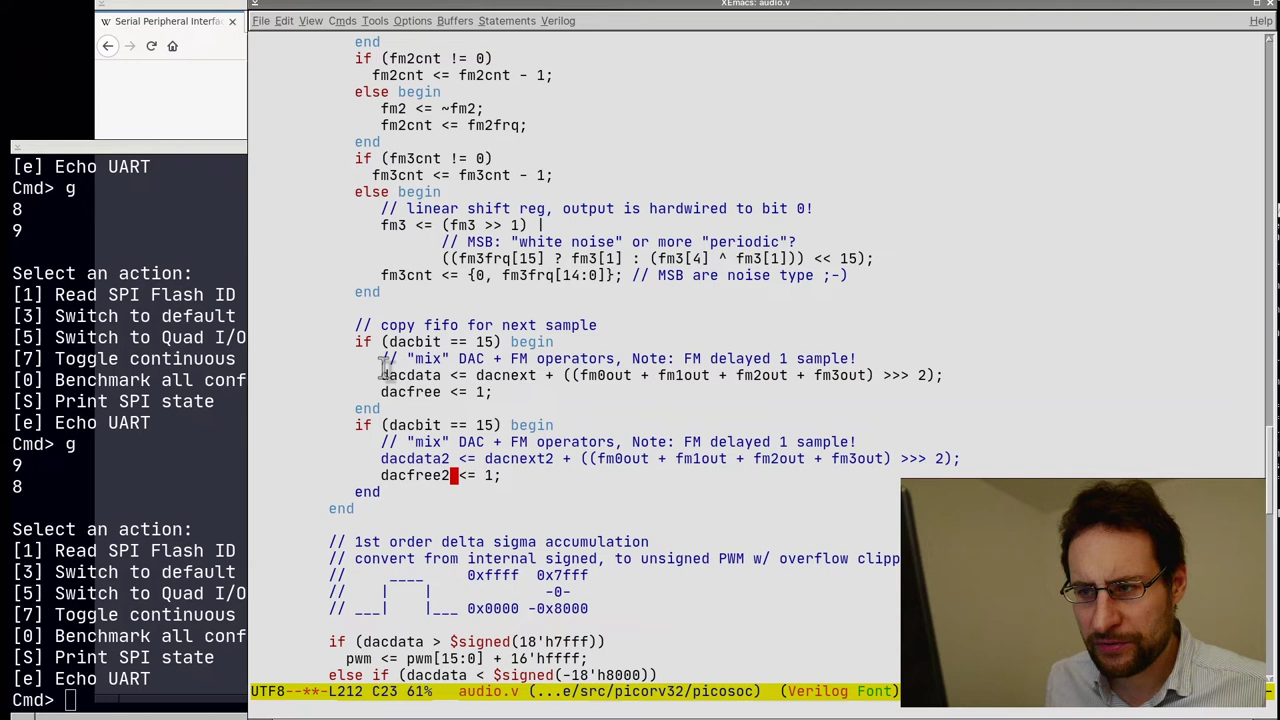 XEmacs: audio.v
Serial Peripheral Interfa
File Edit View Cmds Tools Options Buffers Statements Verilog Help
[e] Echo UART
Cmd> g
8
9
Select an action:
[1] Read SPI Flash ID
[3] Switch to default
[5] Switch to Quad I/O
[7] Toggle continuous
[0] Benchmark all conf
[S] Print SPI state
[e] Echo UART
Cmd> g
9
8
Select an action:
[1] Read SPI Flash ID
[3] Switch to default
[5] Switch to Quad I/O
[7] Toggle continuous
[0] Benchmark all conf
[S] Print SPI state
[e] Echo UART
Cmd>
end
if (fm2cnt != 0)
fm2cnt <= fm2cnt - 1;
else begin
fm2 <= ~fm2;
fm2cnt <= fm2frq;
end
if (fm3cnt != 0)
fm3cnt <= fm3cnt - 1;
else begin
// linear shift reg, output is hardwired to bit 0!
fm3 <= (fm3 >> 1) |
// MSB: "white noise" or more "periodic"?
((fm3frq[15] ? fm3[1] : (fm3[4] ^ fm3[1])) << 15);
fm3cnt <= {0, fm3frq[14:0]}; // MSB are noise type ;-)
end
// copy fifo for next sample
if (dacbit == 15) begin
// "mix" DAC + FM operators, Note: FM delayed 1 sample!
dacdata <= dacnext + ((fm0out + fm1out + fm2out + fm3out) >>> 2);
dacfree <= 1;
end
if (dacbit == 15) begin
// "mix" DAC + FM operators, Note: FM delayed 1 sample!
dacdata2 <= dacnext2 + ((fm0out + fm1out + fm2out + fm3out) >>> 2);
dacfree2 <= 1;
end
end
// 1st order delta sigma accumulation
// convert from internal signed, to unsigned PWM w/ overflow clipp
// ____ 0xffff 0x7fff
// | | -0-
// ___| |___ 0x0000 -0x8000
if (dacdata > $signed(18'h7fff))
pwm <= pwm[15:0] + 16'hffff;
else if (dacdata < $signed(-18'h8000))
UTF8--**-L212 C23 61% audio.v (...e/src/picorv32/picosoc) (Verilog Font)